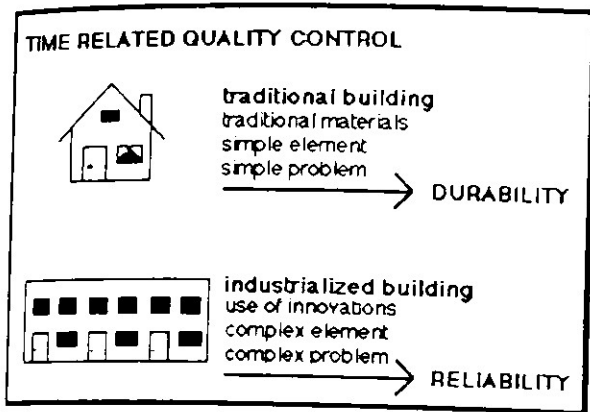 TIME RELATED QUALITY CONTROL
traditional building
traditional materials
simple element
simple problem
DURABILITY
industrialized building
use of innovations
complex element
complex problem
RELIABILITY